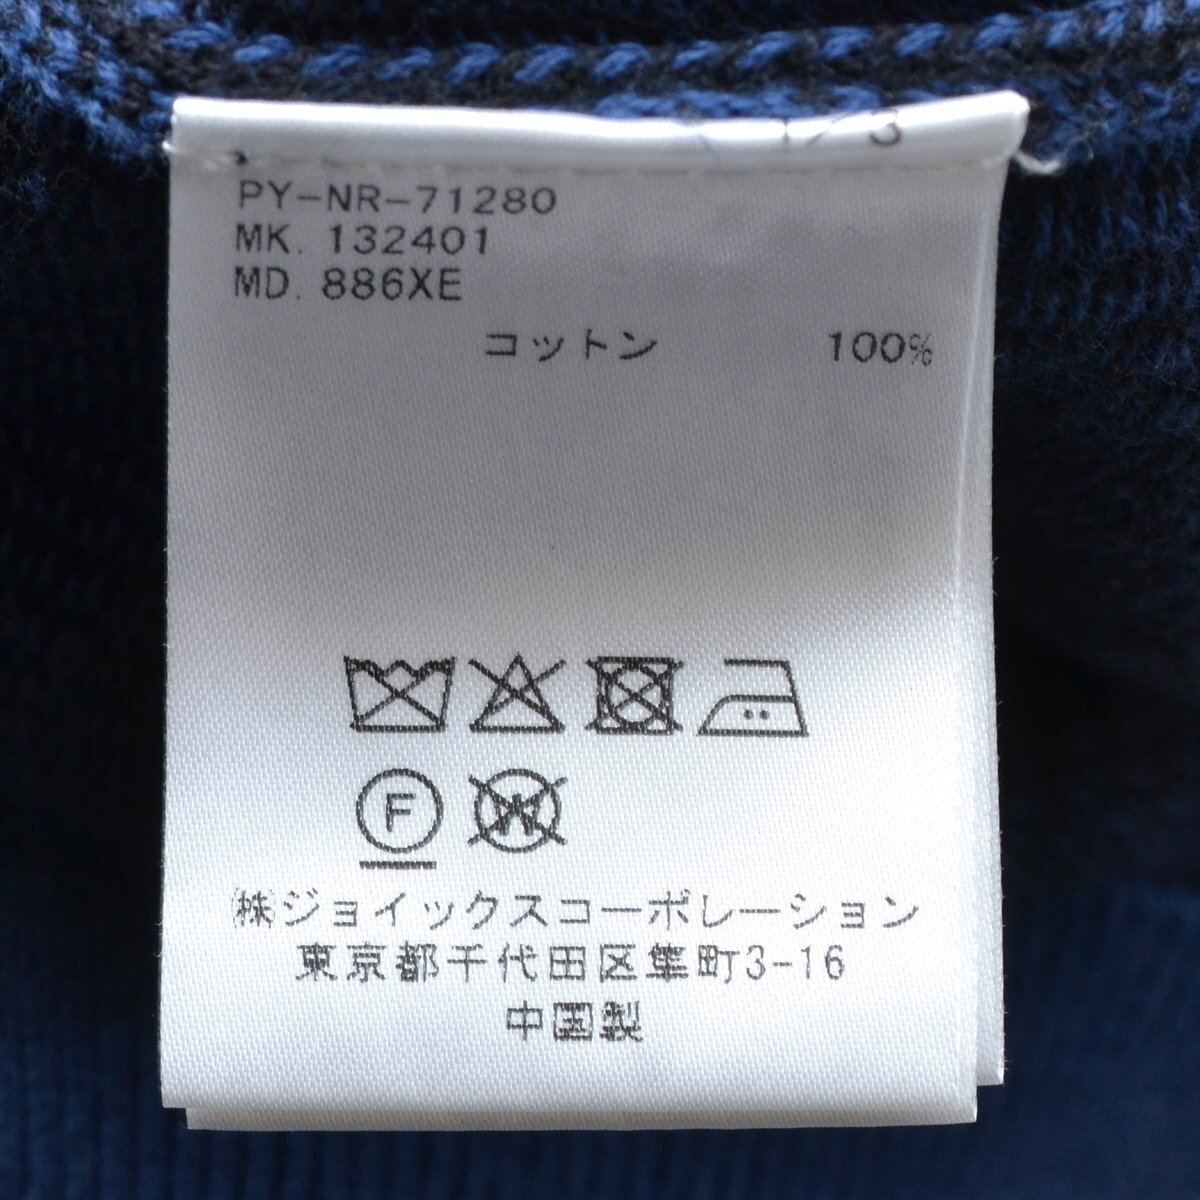 PY-NR-71280
MK. 132401
MD. 886XE
コットン 100%
F
W
㈱ジョイックスコーポレーション
東京都千代田区隼町3-16
中国製